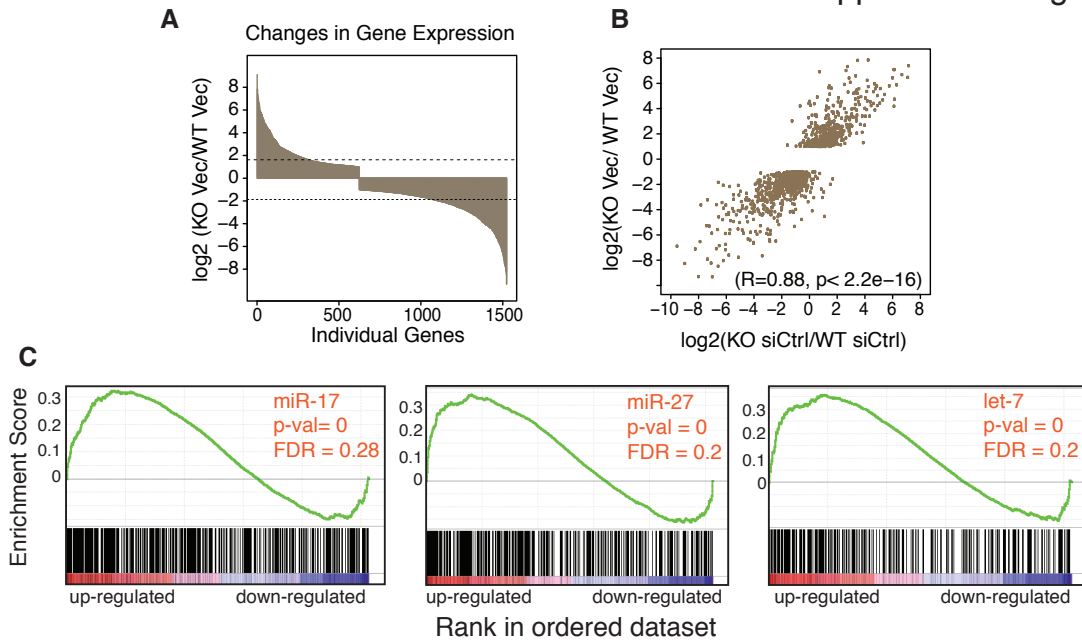 A
Changes in Gene Expression
log2 (KO Vec/WT Vec)
8
6
4
2
0
−2
−4
−6
−8
0 500 1000 1500
Individual Genes
B
log2(KO Vec/ WT Vec)
8
6
4
2
0
−2
−4
−6
−8
(R=0.88, p< 2.2e−16)
−10 −8 −6 −4 −2 0 2 4 6 8
log2(KO siCtrl/WT siCtrl)
C
Enrichment Score
0.3
0.2
0.1
0
miR-17
p-val= 0
FDR = 0.28
up-regulated down-regulated
0.3
0.2
0.1
0
miR-27
p-val = 0
FDR = 0.2
up-regulated down-regulated
0.3
0.2
0.1
0
let-7
p-val = 0
FDR = 0.2
up-regulated down-regulated
Rank in ordered dataset